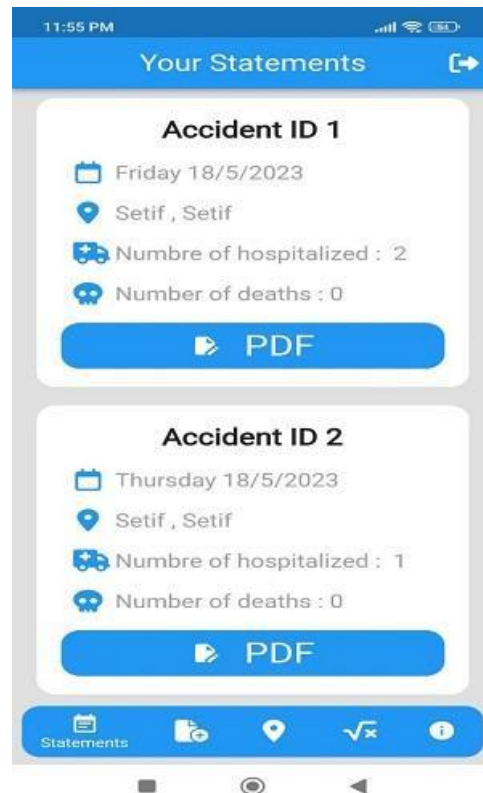 11:55 PM
Your Statements
Accident ID 1
Friday 18/5/2023
Setif , Setif
Numbre of hospitalized : 2
Number of deaths : 0
PDF
Accident ID 2
Thursday 18/5/2023
Setif , Setif
Numbre of hospitalized : 1
Number of deaths : 0
PDF
Statements